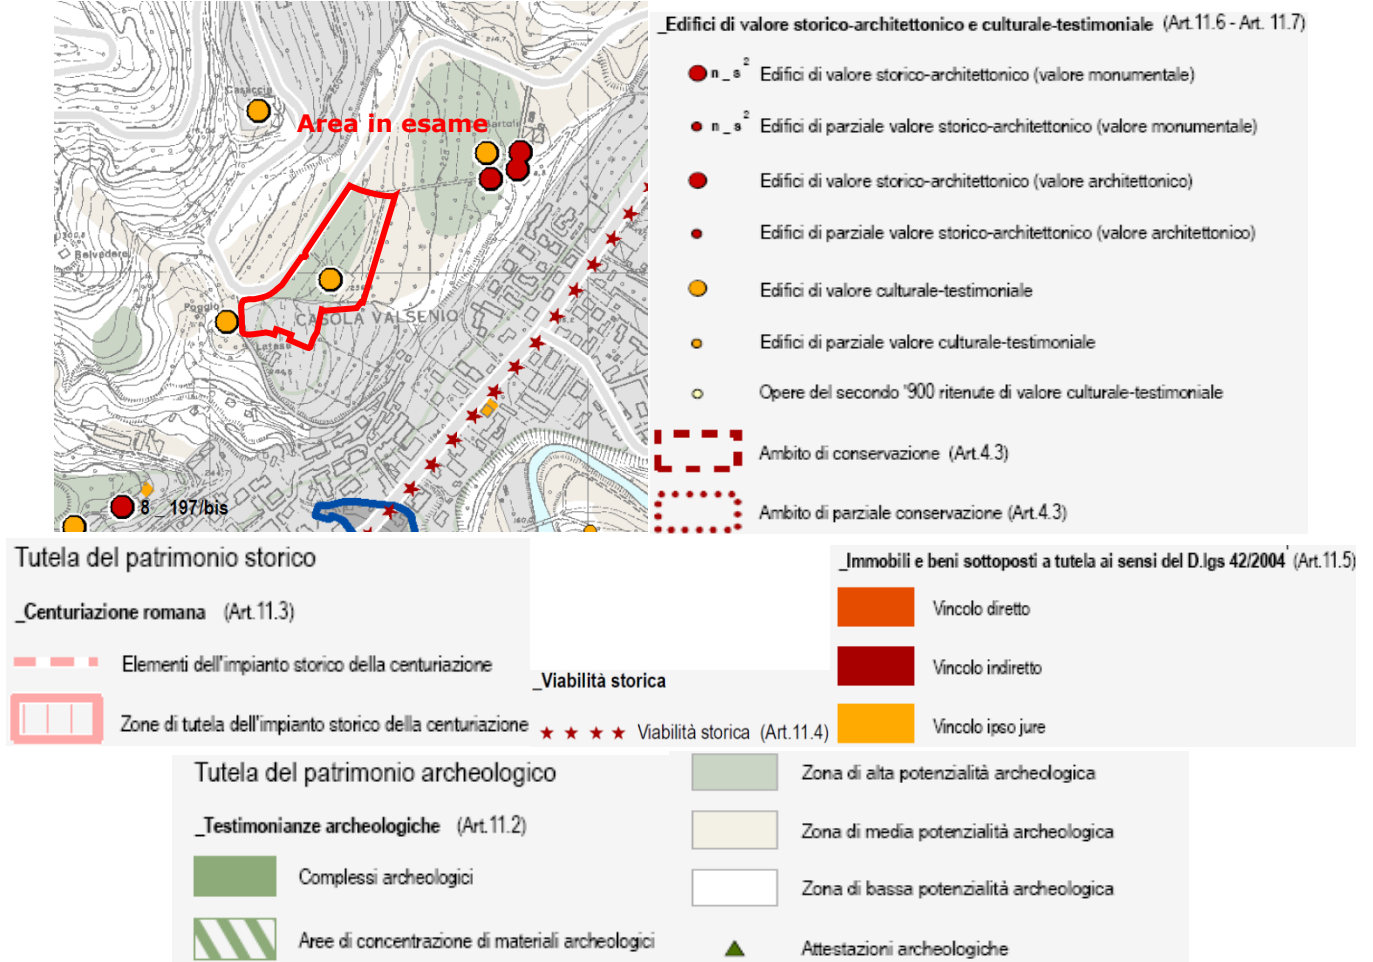 _Edifici di valore storico-architettonico e culturale-testimoniale (Art.11.6 - Art. 11.7)
n _ s² Edifici di valore storico-architettonico (valore monumentale)
n _ s² Edifici di parziale valore storico-architettonico (valore monumentale)
Edifici di valore storico-architettonico (valore architettonico)
Edifici di parziale valore storico-architettonico (valore architettonico)
Edifici di valore culturale-testimoniale
Edifici di parziale valore culturale-testimoniale
Opere del secondo '900 ritenute di valore culturale-testimoniale
Ambito di conservazione (Art.4.3)
Ambito di parziale conservazione (Art.4.3)
Area in esame
Belvedere
Poggio
CASOLA VALSENIO
8 _ 197/bis
Tutela del patrimonio storico
_Centuriazione romana (Art.11.3)
Elementi dell'impianto storico della centuriazione
Zone di tutela dell'impianto storico della centuriazione
_Viabilità storica
Viabilità storica (Art.11.4)
_Immobili e beni sottoposti a tutela ai sensi del D.lgs 42/2004 (Art.11.5)
Vincolo diretto
Vincolo indiretto
Vincolo ipso jure
Tutela del patrimonio archeologico
_Testimonianze archeologiche (Art.11.2)
Complessi archeologici
Aree di concentrazione di materiali archeologici
Zona di alta potenzialità archeologica
Zona di media potenzialità archeologica
Zona di bassa potenzialità archeologica
Attestazioni archeologiche